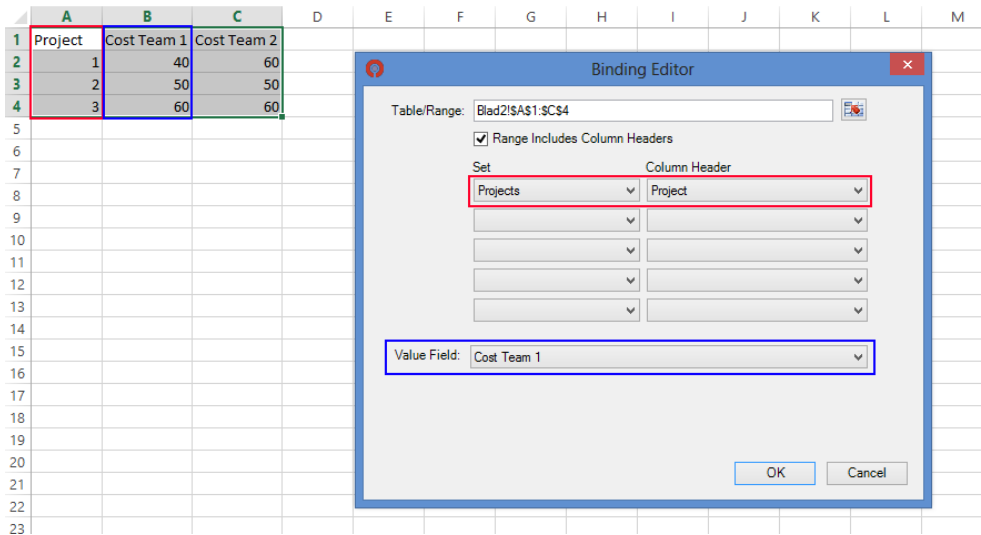 A B C D E F G H I J K L M
1 Project Cost Team 1 Cost Team 2
2 1 40 60
3 2 50 50
4 3 60 60
5
6
7
8
9
10
11
12
13
14
15
16
17
18
19
20
21
22
23
Binding Editor
Table/Range: Blad2!$A$1:$C$4
Range Includes Column Headers
Set Column Header
Projects Project
Value Field: Cost Team 1
OK Cancel